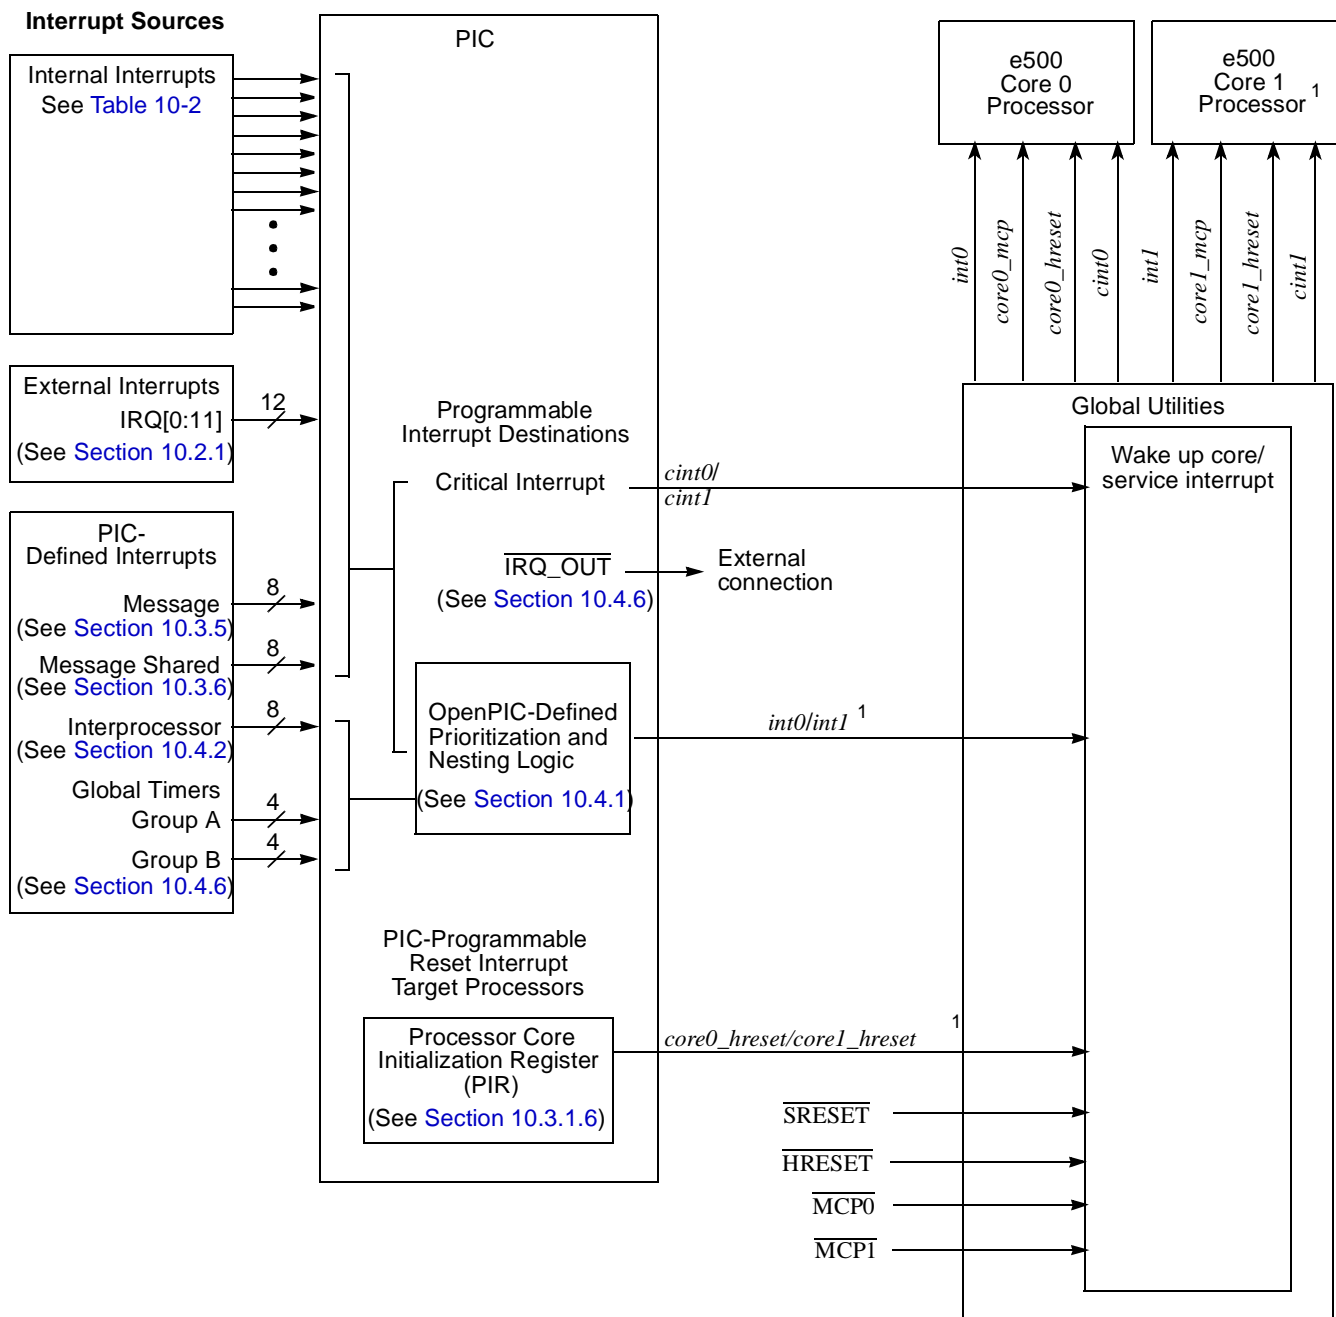 Interrupt Sources
Internal Interrupts
See Table 10-2
External Interrupts
IRQ[0:11]
(See Section 10.2.1)
12
PIC-
Defined Interrupts
Message
(See Section 10.3.5)
8
Message Shared
(See Section 10.3.6)
8
Interprocessor
(See Section 10.4.2)
8
Global Timers
Group A
4
Group B
4
(See Section 10.4.6)
PIC
Programmable
Interrupt Destinations
Critical Interrupt
cint0/
cint1
IRQ_OUT
(See Section 10.4.6)
External
connection
OpenPIC-Defined
Prioritization and
Nesting Logic
(See Section 10.4.1)
int0/int1 1
PIC-Programmable
Reset Interrupt
Target Processors
Processor Core
Initialization Register
(PIR)
(See Section 10.3.1.6)
core0_hreset/core1_hreset 1
SRESET
HRESET
MCP0
MCP1
e500
Core 0
Processor
e500
Core 1
Processor 1
int0
core0_mcp
core0_hreset
cint0
int1
core1_mcp
core1_hreset
cint1
Global Utilities
Wake up core/
service interrupt